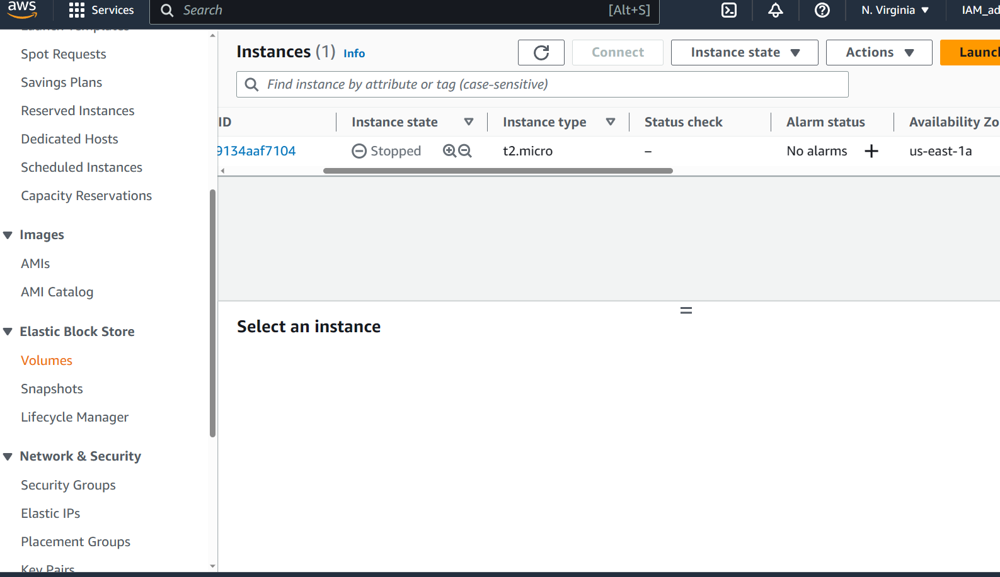 aws
Services
Search
[Alt+S]
N. Virginia
IAM_ad
Launch Templates
Spot Requests
Savings Plans
Reserved Instances
Dedicated Hosts
Scheduled Instances
Capacity Reservations
Images
AMIs
AMI Catalog
Elastic Block Store
Volumes
Snapshots
Lifecycle Manager
Network & Security
Security Groups
Elastic IPs
Placement Groups
Key Pairs
Instances (1) Info
Connect
Instance state
Actions
Launch
Find instance by attribute or tag (case-sensitive)
ID Instance state Instance type Status check Alarm status Availability Zo
9134aaf7104 Stopped t2.micro – No alarms + us-east-1a
Select an instance